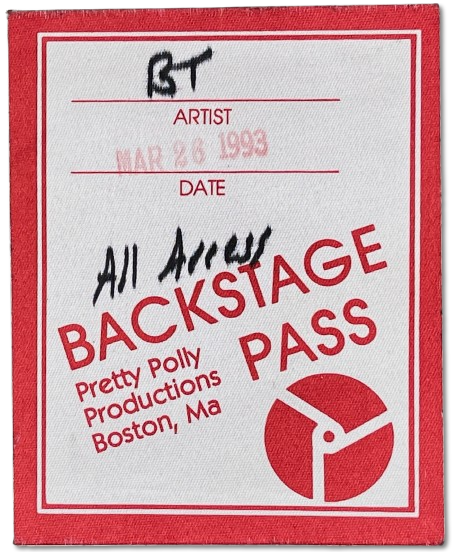 BT
ARTIST
MAR 26 1993
DATE
All Access
BACKSTAGE
PASS
Pretty Polly
Productions
Boston, Ma